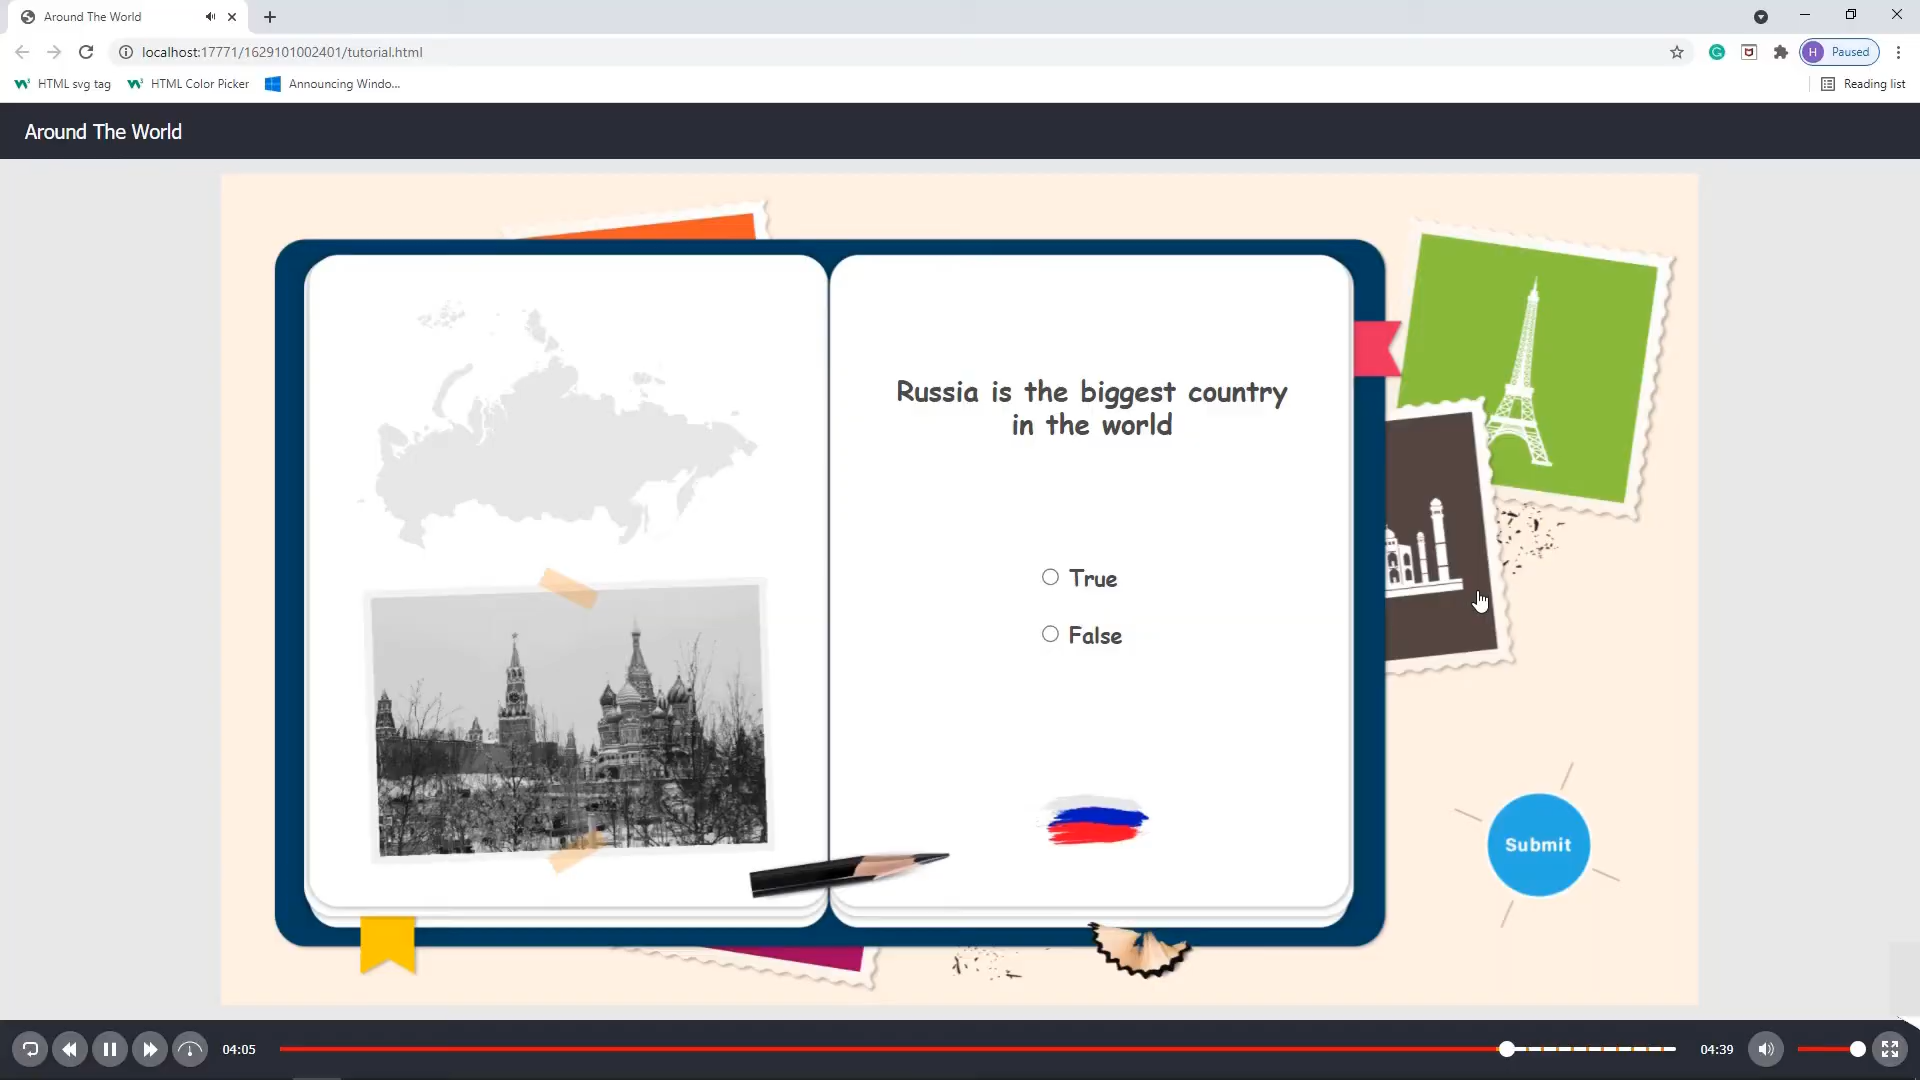 Around The World
localhost:17771/1629101002401/tutorial.html
H
Paused
HTML svg tag
HTML Color Picker
Announcing Windo...
Reading list
Around The World
Russia is the biggest country
in the world
True
False
Submit
04:05
04:39